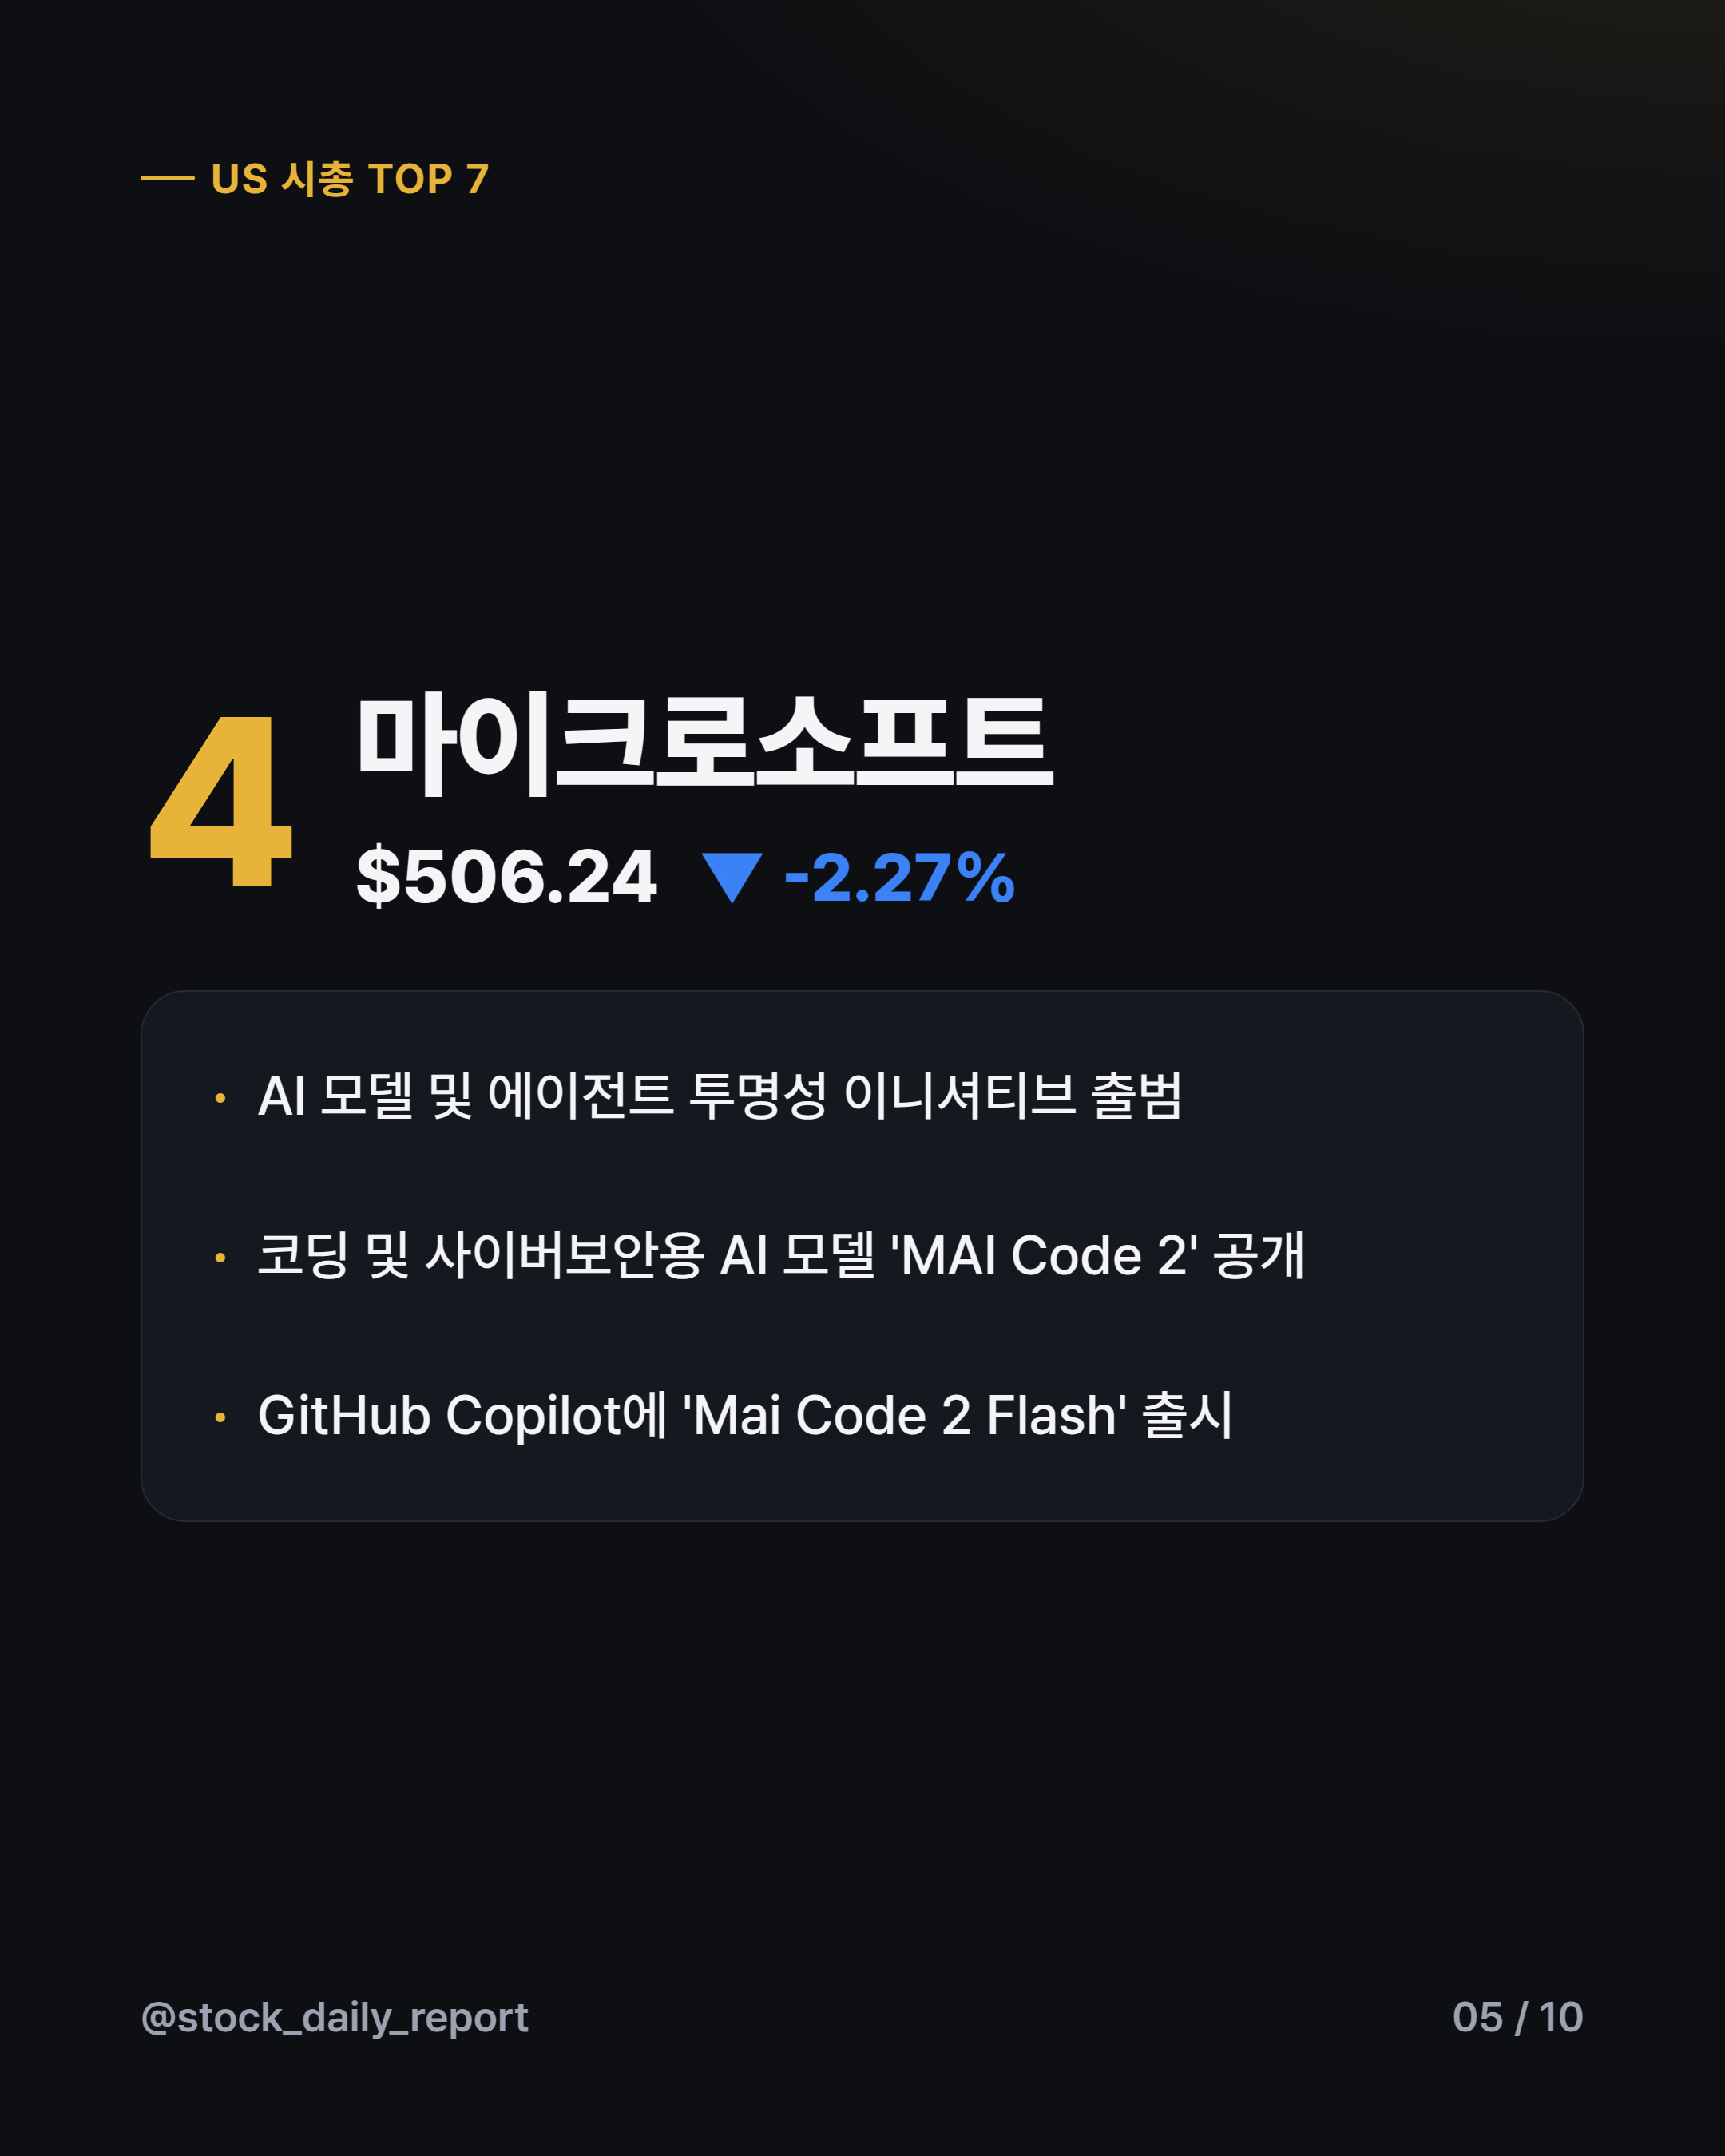 US 시총 TOP 7
4
마이크로소프트
$506.24 ▼ -2.27%
• AI 모델 및 에이전트 투명성 이니셔티브 출범
• 코딩 및 사이버보안용 AI 모델 'MAI Code 2' 공개
• GitHub Copilot에 'Mai Code 2 Flash' 출시
@stock_daily_report
05 / 10